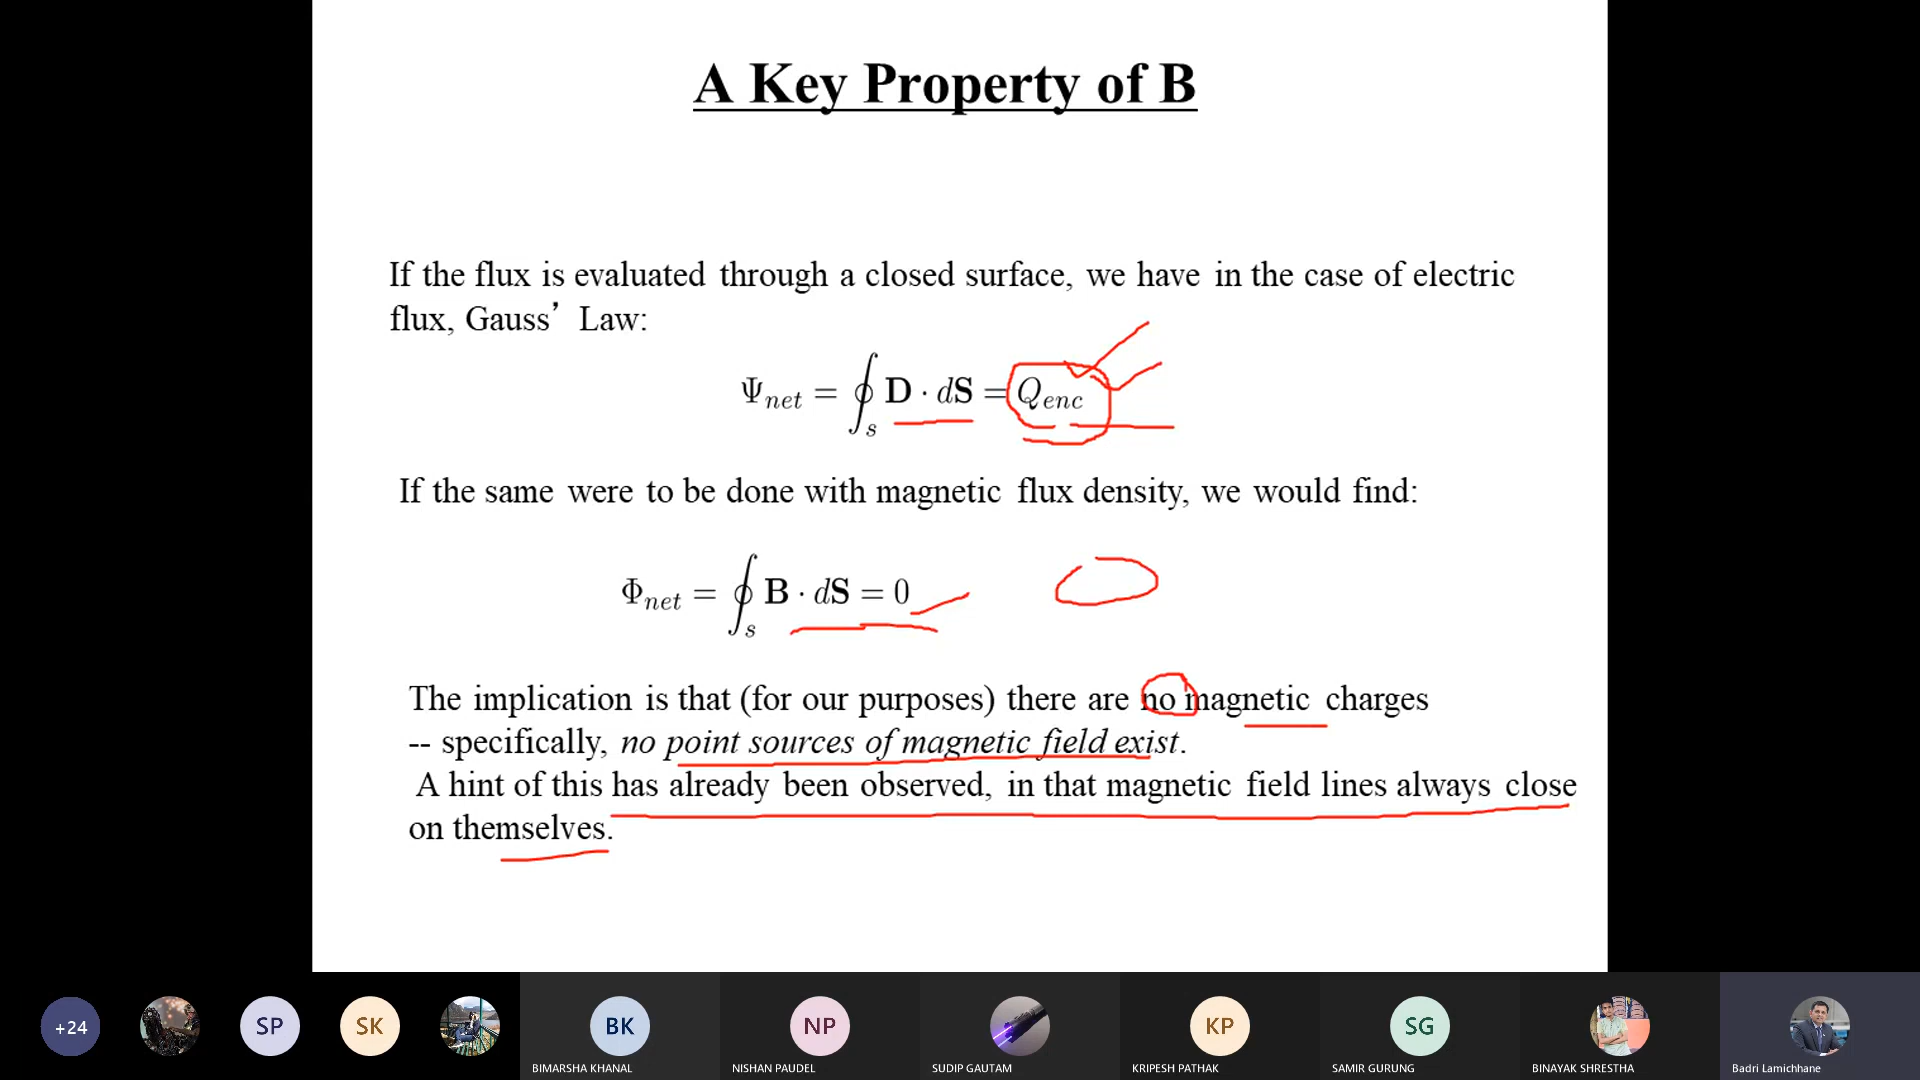 A Key Property of B
If the flux is evaluated through a closed surface, we have in the case of electric
flux, Gauss’ Law:
Ψnet = ∮s D · dS = Qenc
If the same were to be done with magnetic flux density, we would find:
Φnet = ∮s B · dS = 0
The implication is that (for our purposes) there are no magnetic charges
-- specifically, no point sources of magnetic field exist.
A hint of this has already been observed, in that magnetic field lines always close
on themselves.
+24 SP SK BK NP KP SG
BIMARSHA KHANAL NISHAN PAUDEL SUDIP GAUTAM KRIPESH PATHAK SAMIR GURUNG BINAYAK SHRESTHA Badri Lamichhane